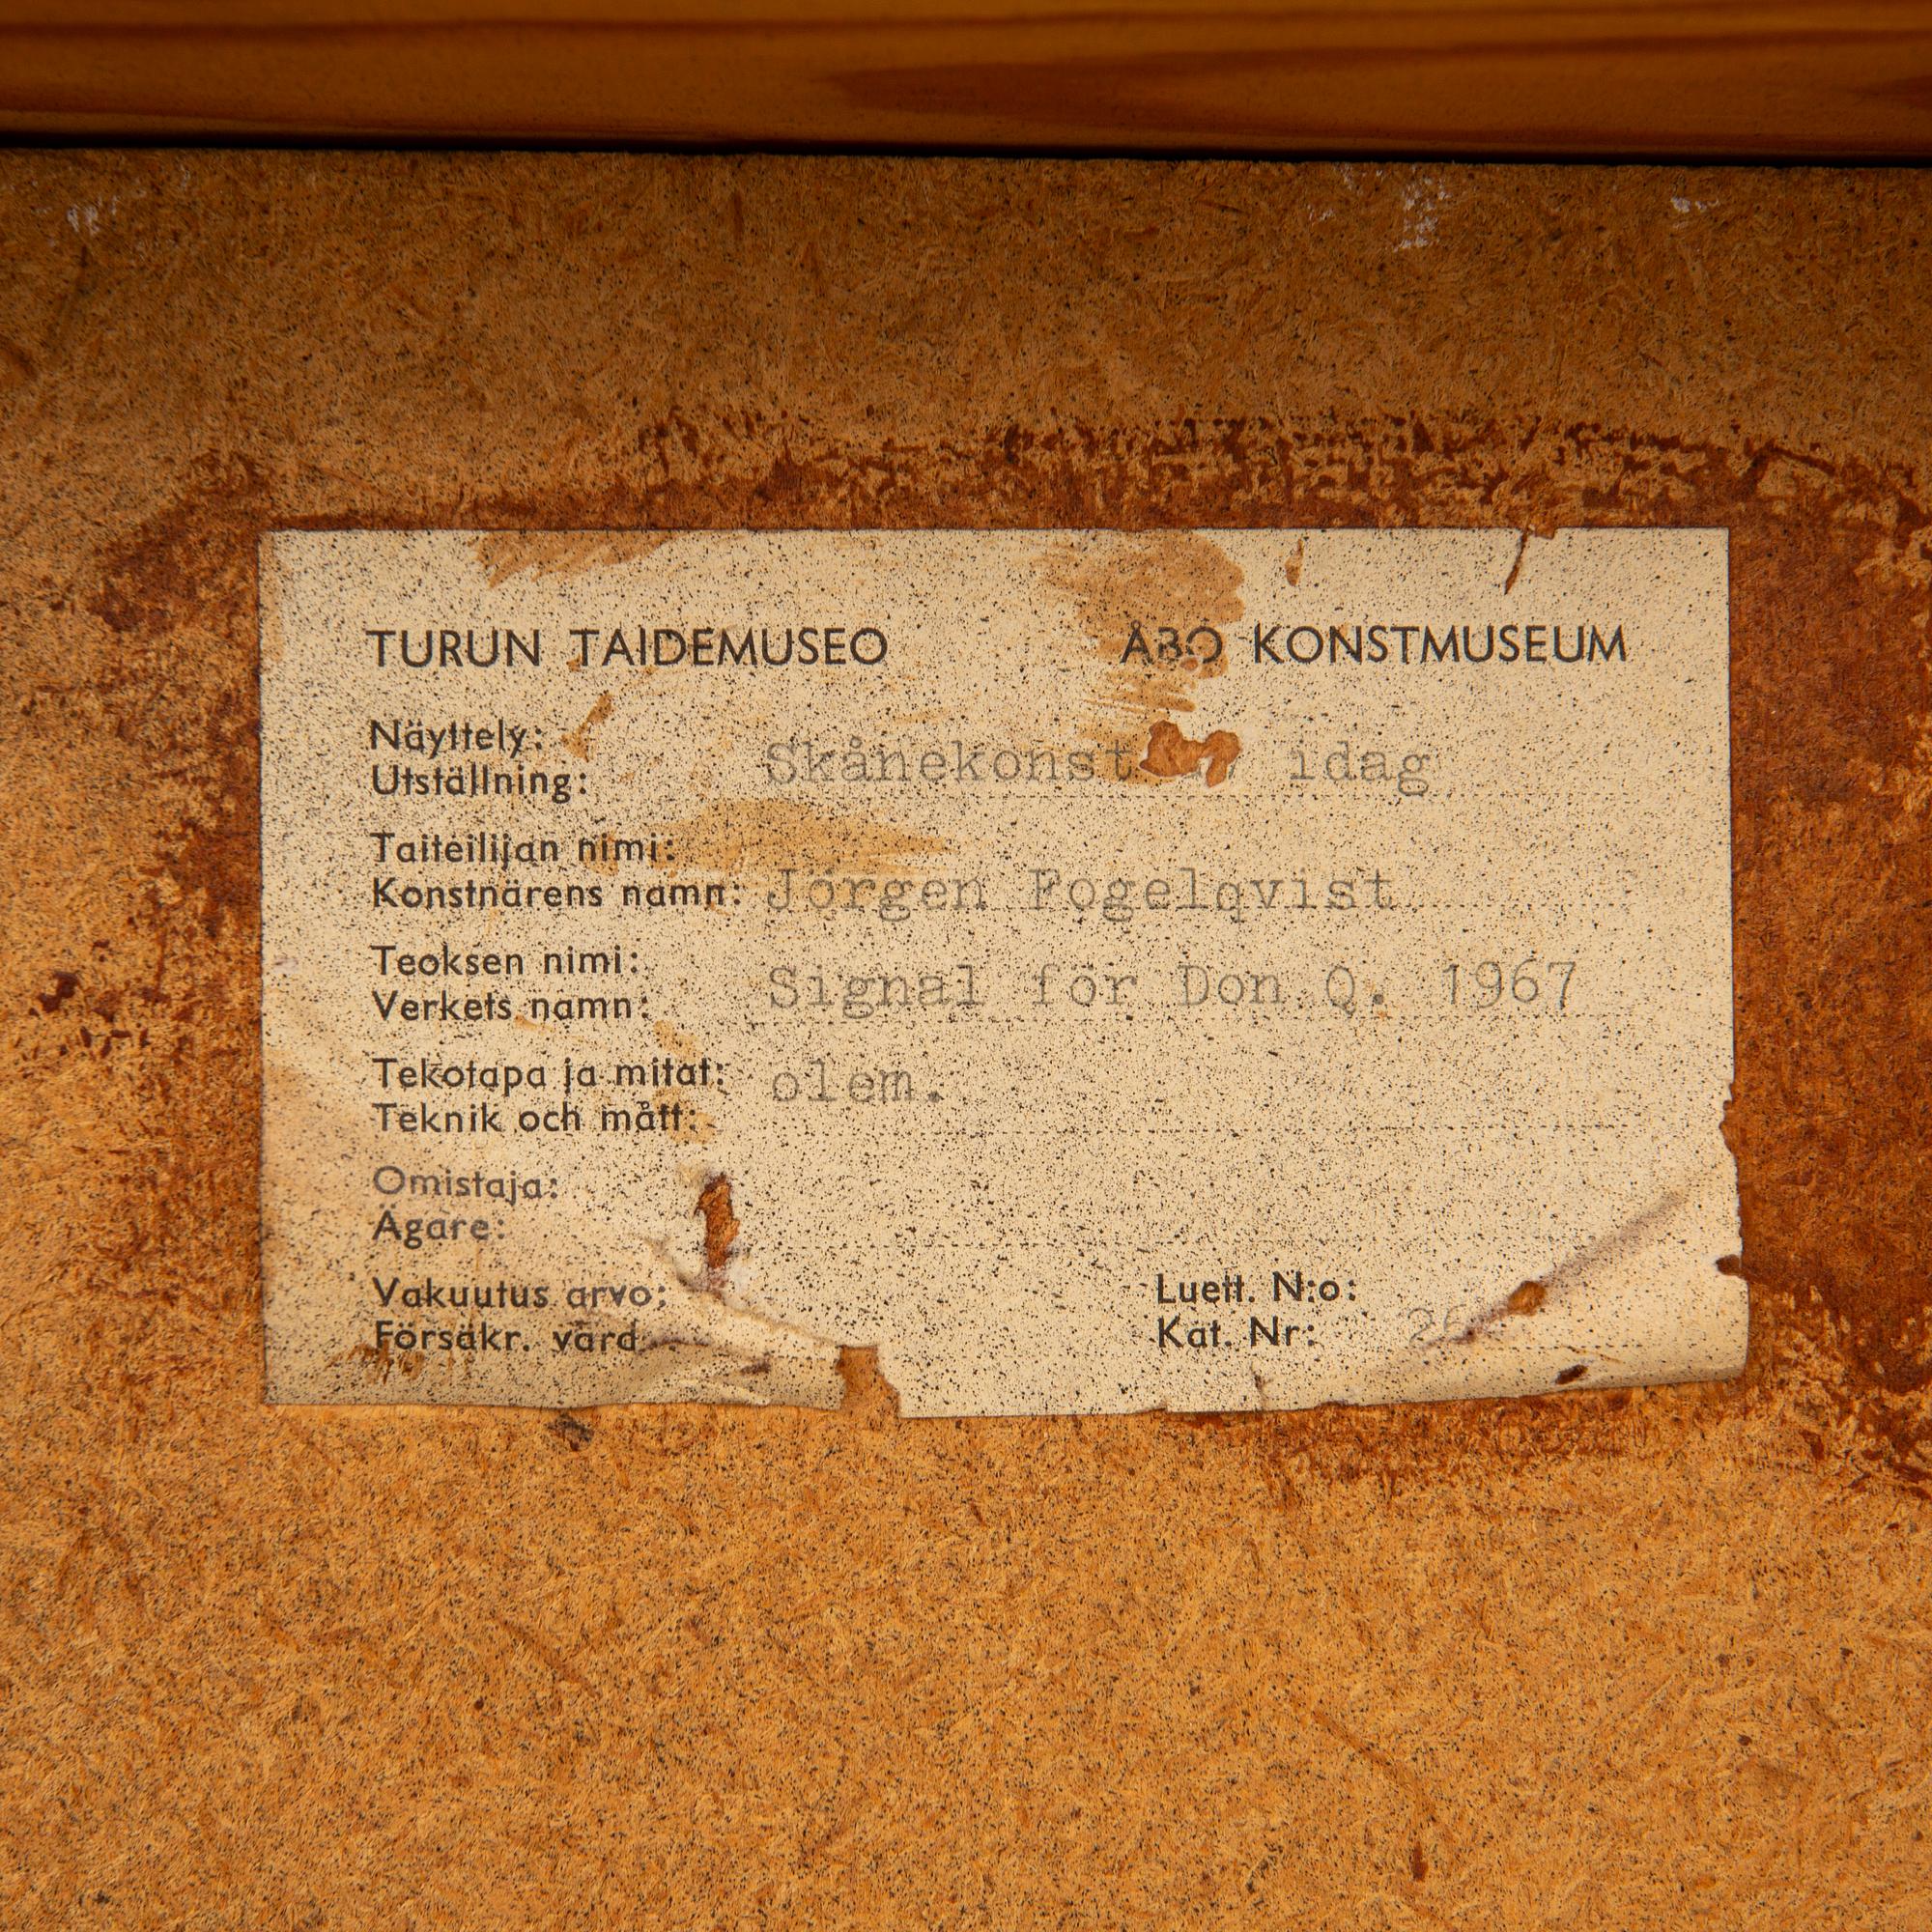 TURUN TAIDEMUSEO ÅBO KONSTMUSEUM
Näyttely:
Utställning: idag
Taiteilijan nimi:
Konstnärens namn: Jörgen Fogelqvist
Teoksen nimi:
Verkets namn: Signal för Don Q. 1967
Tekotapa ja mitat: olem.
Teknik och mått:
Omistaja:
Ägare:
Vakuutus arvo: Luett. N:o:
Försäkr. värd Kat. Nr: